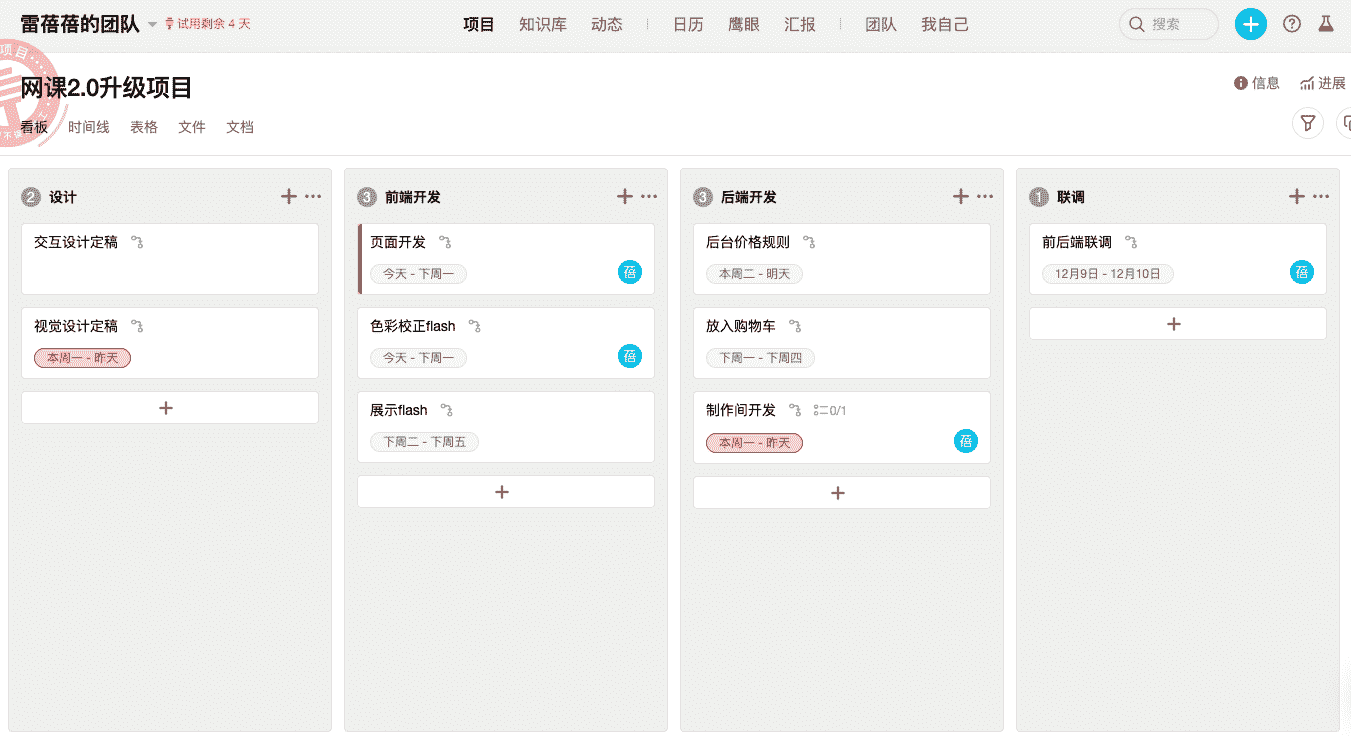 雷蓓蓓的团队 试用剩余 4 天 项目 知识库 动态 日历 鹰眼 汇报 团队 我自己 搜索
网课2.0升级项目 信息 进展
看板 时间线 表格 文件 文档
2 设计
交互设计定稿
视觉设计定稿
本周一 - 昨天
3 前端开发
页面开发
今天 - 下周一 蓓
色彩校正flash
今天 - 下周一 蓓
展示flash
下周二 - 下周五
3 后端开发
后台价格规则
本周二 - 明天
放入购物车
下周一 - 下周四
制作间开发 0/1
本周一 - 昨天 蓓
1 联调
前后端联调
12月9日 - 12月10日 蓓